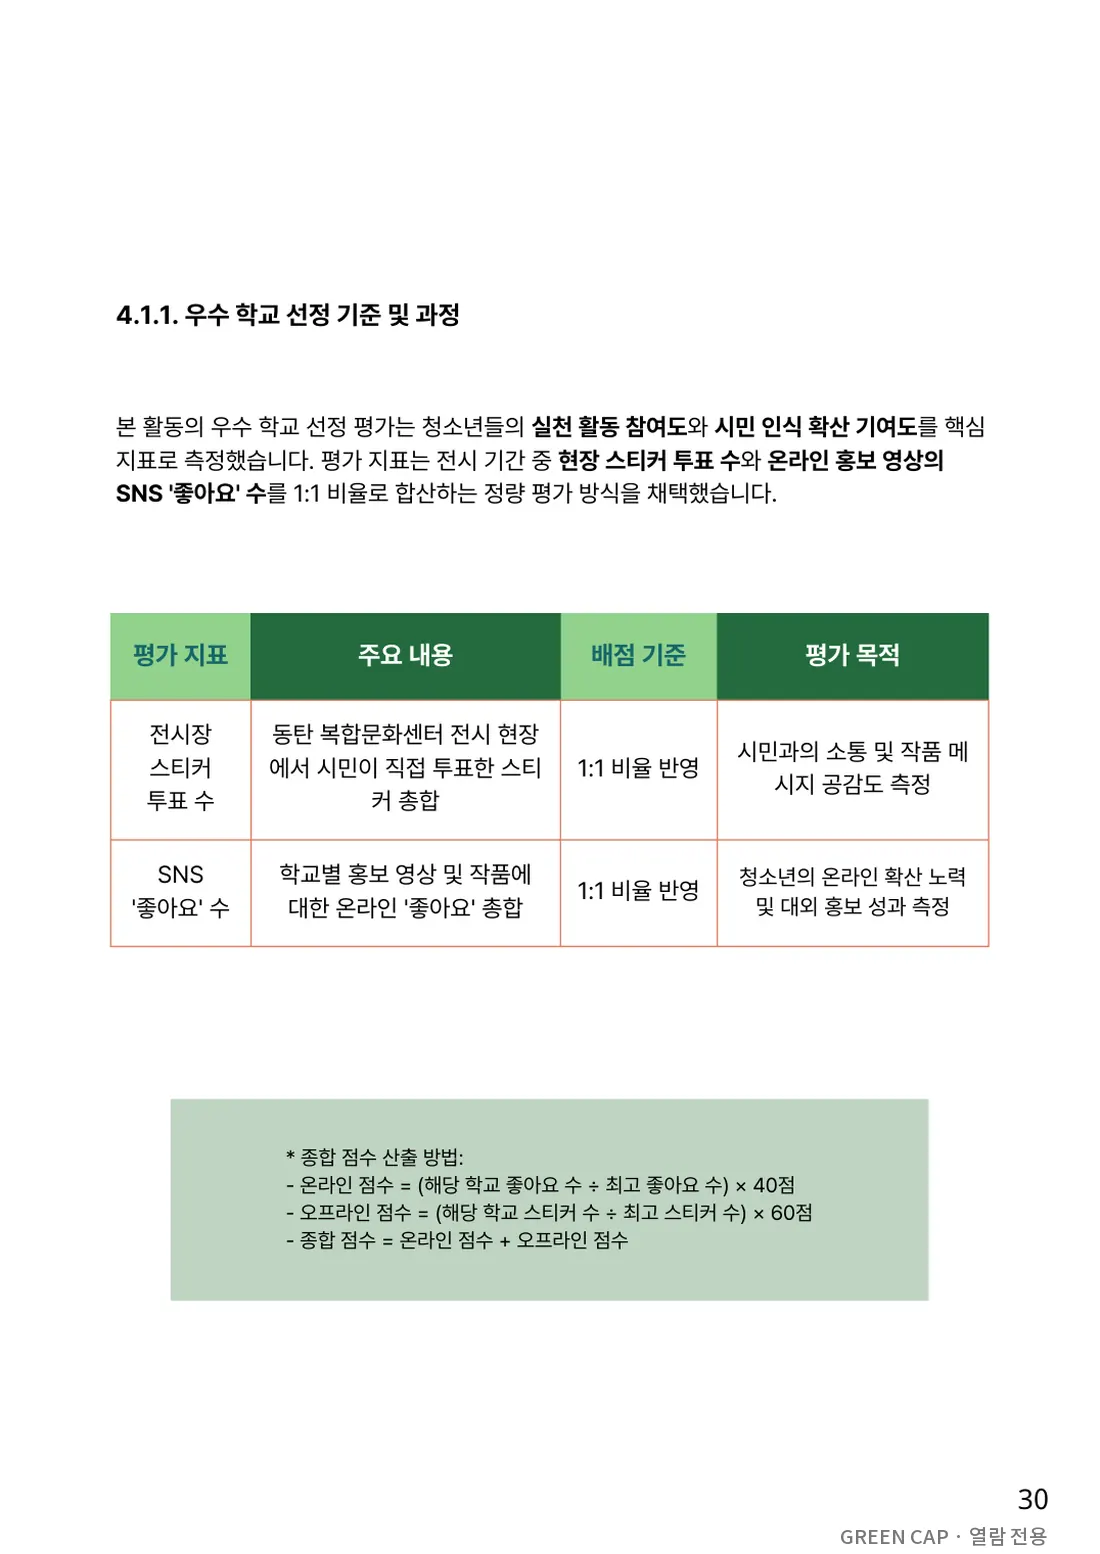 4.1.1. 우수 학교 선정 기준 및 과정
본 활동의 우수 학교 선정 평가는 청소년들의 실천 활동 참여도와 시민 인식 확산 기여도를 핵심
지표로 측정했습니다. 평가 지표는 전시 기간 중 현장 스티커 투표 수와 온라인 홍보 영상의
SNS '좋아요' 수를 1:1 비율로 합산하는 정량 평가 방식을 채택했습니다.
평가 지표 주요 내용 배점 기준 평가 목적
전시장
스티커
투표 수
동탄 복합문화센터 전시 현장
에서 시민이 직접 투표한 스티
커 총합
1:1 비율 반영
시민과의 소통 및 작품 메
시지 공감도 측정
SNS
'좋아요' 수
학교별 홍보 영상 및 작품에
대한 온라인 '좋아요' 총합
1:1 비율 반영
청소년의 온라인 확산 노력
및 대외 홍보 성과 측정
* 종합 점수 산출 방법:
- 온라인 점수 = (해당 학교 좋아요 수 ÷ 최고 좋아요 수) × 40점
- 오프라인 점수 = (해당 학교 스티커 수 ÷ 최고 스티커 수) × 60점
- 종합 점수 = 온라인 점수 + 오프라인 점수
30
GREEN CAP · 열람 전용